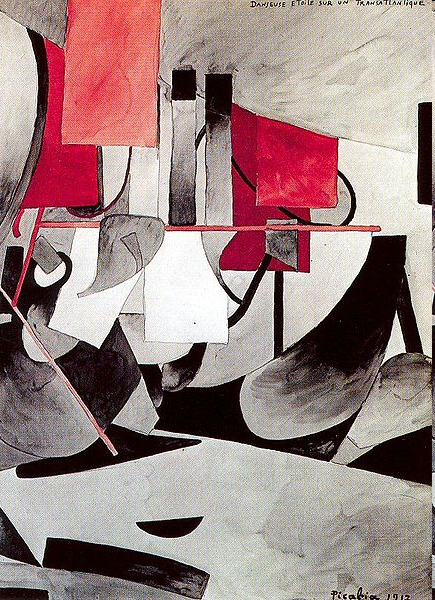 DANSEUSE ETOILE SUR UN TRANSATLANTIQUE
Picabia 1913